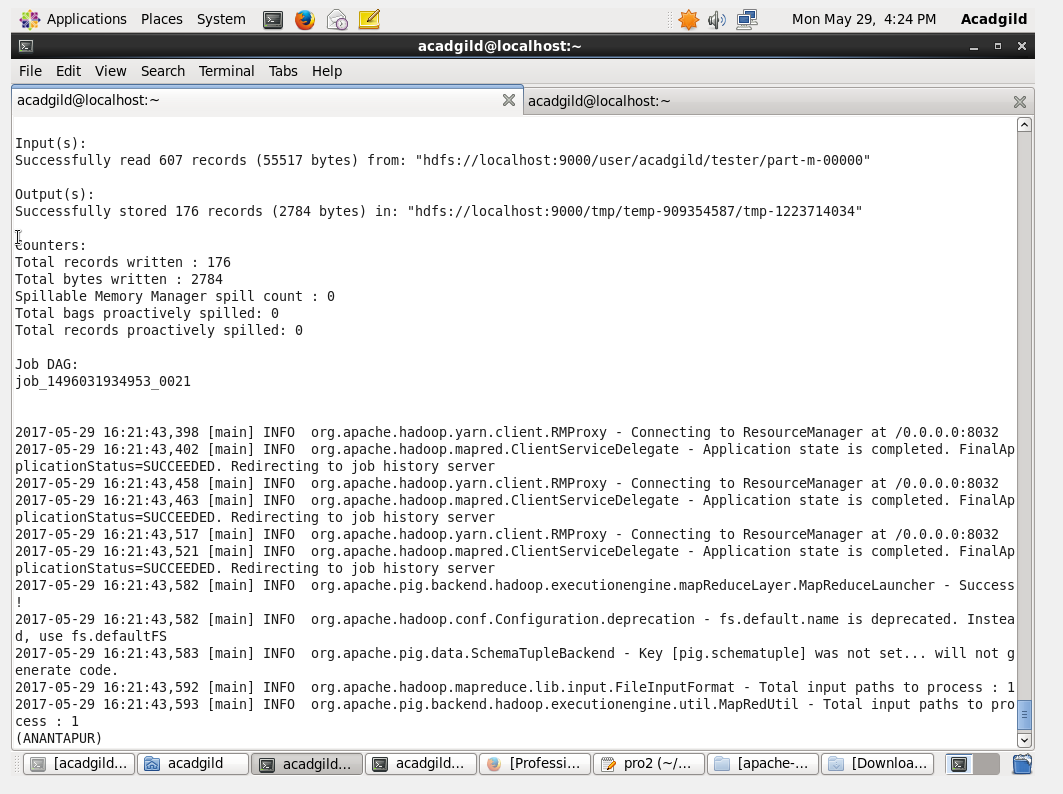 Applications Places System Mon May 29, 4:24 PM Acadgild
acadgild@localhost:~
File Edit View Search Terminal Tabs Help
acadgild@localhost:~ acadgild@localhost:~
Input(s):
Successfully read 607 records (55517 bytes) from: "hdfs://localhost:9000/user/acadgild/tester/part-m-00000"
Output(s):
Successfully stored 176 records (2784 bytes) in: "hdfs://localhost:9000/tmp/temp-909354587/tmp-1223714034"
Counters:
Total records written : 176
Total bytes written : 2784
Spillable Memory Manager spill count : 0
Total bags proactively spilled: 0
Total records proactively spilled: 0
Job DAG:
job_1496031934953_0021
2017-05-29 16:21:43,398 [main] INFO  org.apache.hadoop.yarn.client.RMProxy - Connecting to ResourceManager at /0.0.0.0:8032
2017-05-29 16:21:43,402 [main] INFO  org.apache.hadoop.mapred.ClientServiceDelegate - Application state is completed. FinalAp
plicationStatus=SUCCEEDED. Redirecting to job history server
2017-05-29 16:21:43,458 [main] INFO  org.apache.hadoop.yarn.client.RMProxy - Connecting to ResourceManager at /0.0.0.0:8032
2017-05-29 16:21:43,463 [main] INFO  org.apache.hadoop.mapred.ClientServiceDelegate - Application state is completed. FinalAp
plicationStatus=SUCCEEDED. Redirecting to job history server
2017-05-29 16:21:43,517 [main] INFO  org.apache.hadoop.yarn.client.RMProxy - Connecting to ResourceManager at /0.0.0.0:8032
2017-05-29 16:21:43,521 [main] INFO  org.apache.hadoop.mapred.ClientServiceDelegate - Application state is completed. FinalAp
plicationStatus=SUCCEEDED. Redirecting to job history server
2017-05-29 16:21:43,582 [main] INFO  org.apache.pig.backend.hadoop.executionengine.mapReduceLayer.MapReduceLauncher - Success
!
2017-05-29 16:21:43,582 [main] INFO  org.apache.hadoop.conf.Configuration.deprecation - fs.default.name is deprecated. Instea
d, use fs.defaultFS
2017-05-29 16:21:43,583 [main] INFO  org.apache.pig.data.SchemaTupleBackend - Key [pig.schematuple] was not set... will not g
enerate code.
2017-05-29 16:21:43,592 [main] INFO  org.apache.hadoop.mapreduce.lib.input.FileInputFormat - Total input paths to process : 1
2017-05-29 16:21:43,593 [main] INFO  org.apache.pig.backend.hadoop.executionengine.util.MapRedUtil - Total input paths to pro
cess : 1
(ANANTAPUR)
[acadgild... acadgild acadgild... acadgild... [Professi... pro2 (~/... [apache-... [Downloa...